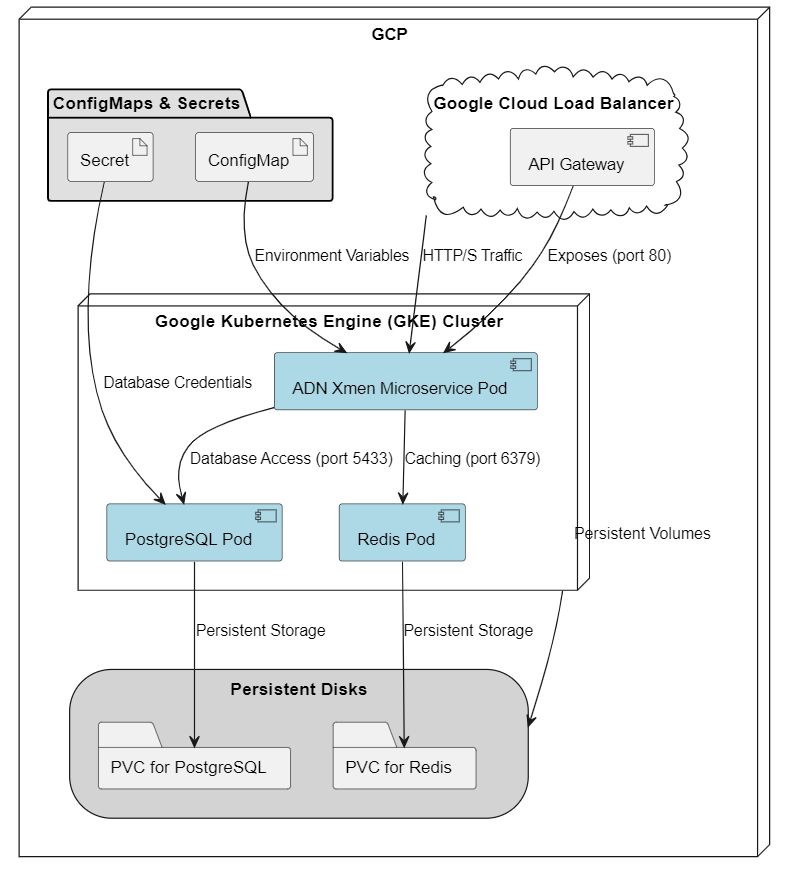 GCP
ConfigMaps & Secrets
Google Cloud Load Balancer
Secret
ConfigMap
API Gateway
Environment Variables
HTTP/S Traffic
Exposes (port 80)
Google Kubernetes Engine (GKE) Cluster
Database Credentials
ADN Xmen Microservice Pod
Database Access (port 5433)
Caching (port 6379)
PostgreSQL Pod
Redis Pod
Persistent Volumes
Persistent Storage
Persistent Storage
Persistent Disks
PVC for PostgreSQL
PVC for Redis